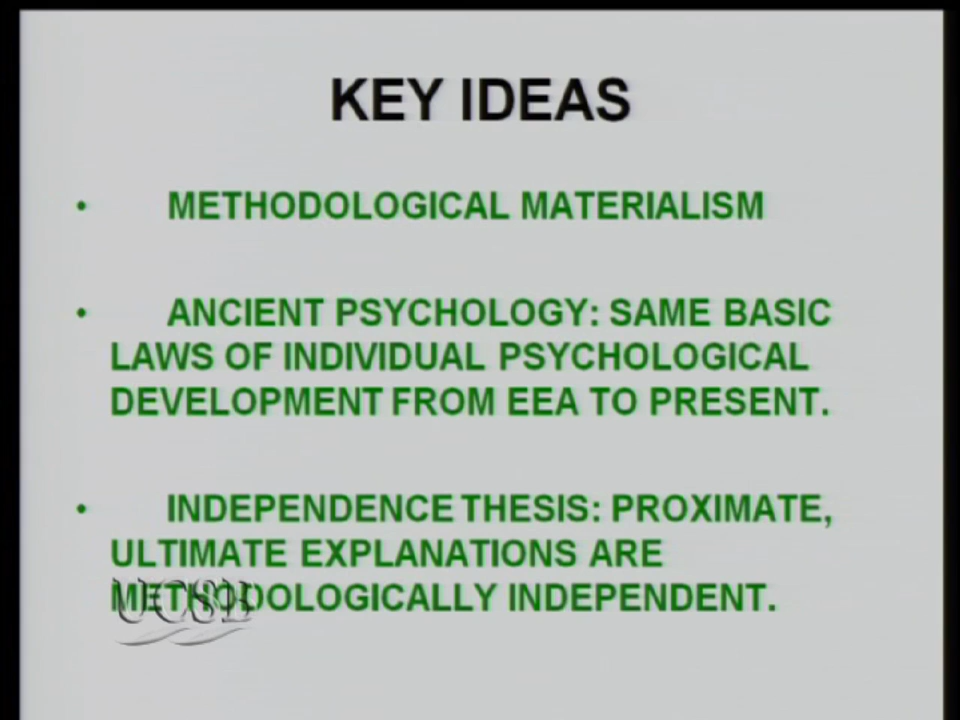 KEY IDEAS
• METHODOLOGICAL MATERIALISM
• ANCIENT PSYCHOLOGY: SAME BASIC
LAWS OF INDIVIDUAL PSYCHOLOGICAL
DEVELOPMENT FROM EEA TO PRESENT.
• INDEPENDENCE THESIS: PROXIMATE,
ULTIMATE EXPLANATIONS ARE
METHODOLOGICALLY INDEPENDENT.
UCSB